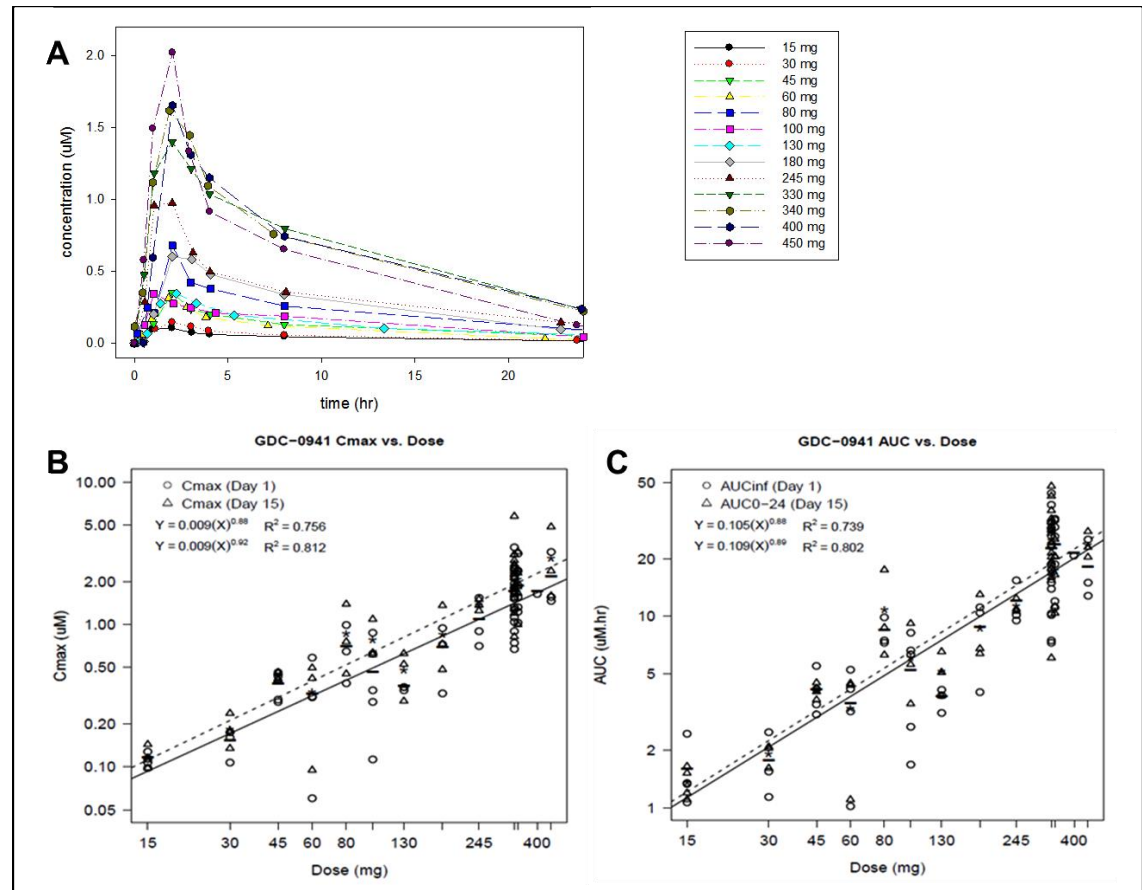 A
2.0
1.5
1.0
0.5
0.0
concentration (uM)
0 5 10 15 20
time (hr)
15 mg
30 mg
45 mg
60 mg
80 mg
100 mg
130 mg
180 mg
245 mg
330 mg
340 mg
400 mg
450 mg
B
GDC-0941 Cmax vs. Dose
Cmax (Day 1)
Cmax (Day 15)
Y = 0.009(X)^0.88 R² = 0.756
Y = 0.009(X)^0.92 R² = 0.812
10.00
5.00
2.00
1.00
0.50
0.20
0.10
0.05
Cmax (uM)
15 30 45 60 80 130 245 400
Dose (mg)
C
GDC-0941 AUC vs. Dose
AUCinf (Day 1)
AUC0-24 (Day 15)
Y = 0.105(X)^0.88 R² = 0.739
Y = 0.109(X)^0.89 R² = 0.802
50
20
10
5
2
1
AUC (uM.hr)
15 30 45 60 80 130 245 400
Dose (mg)